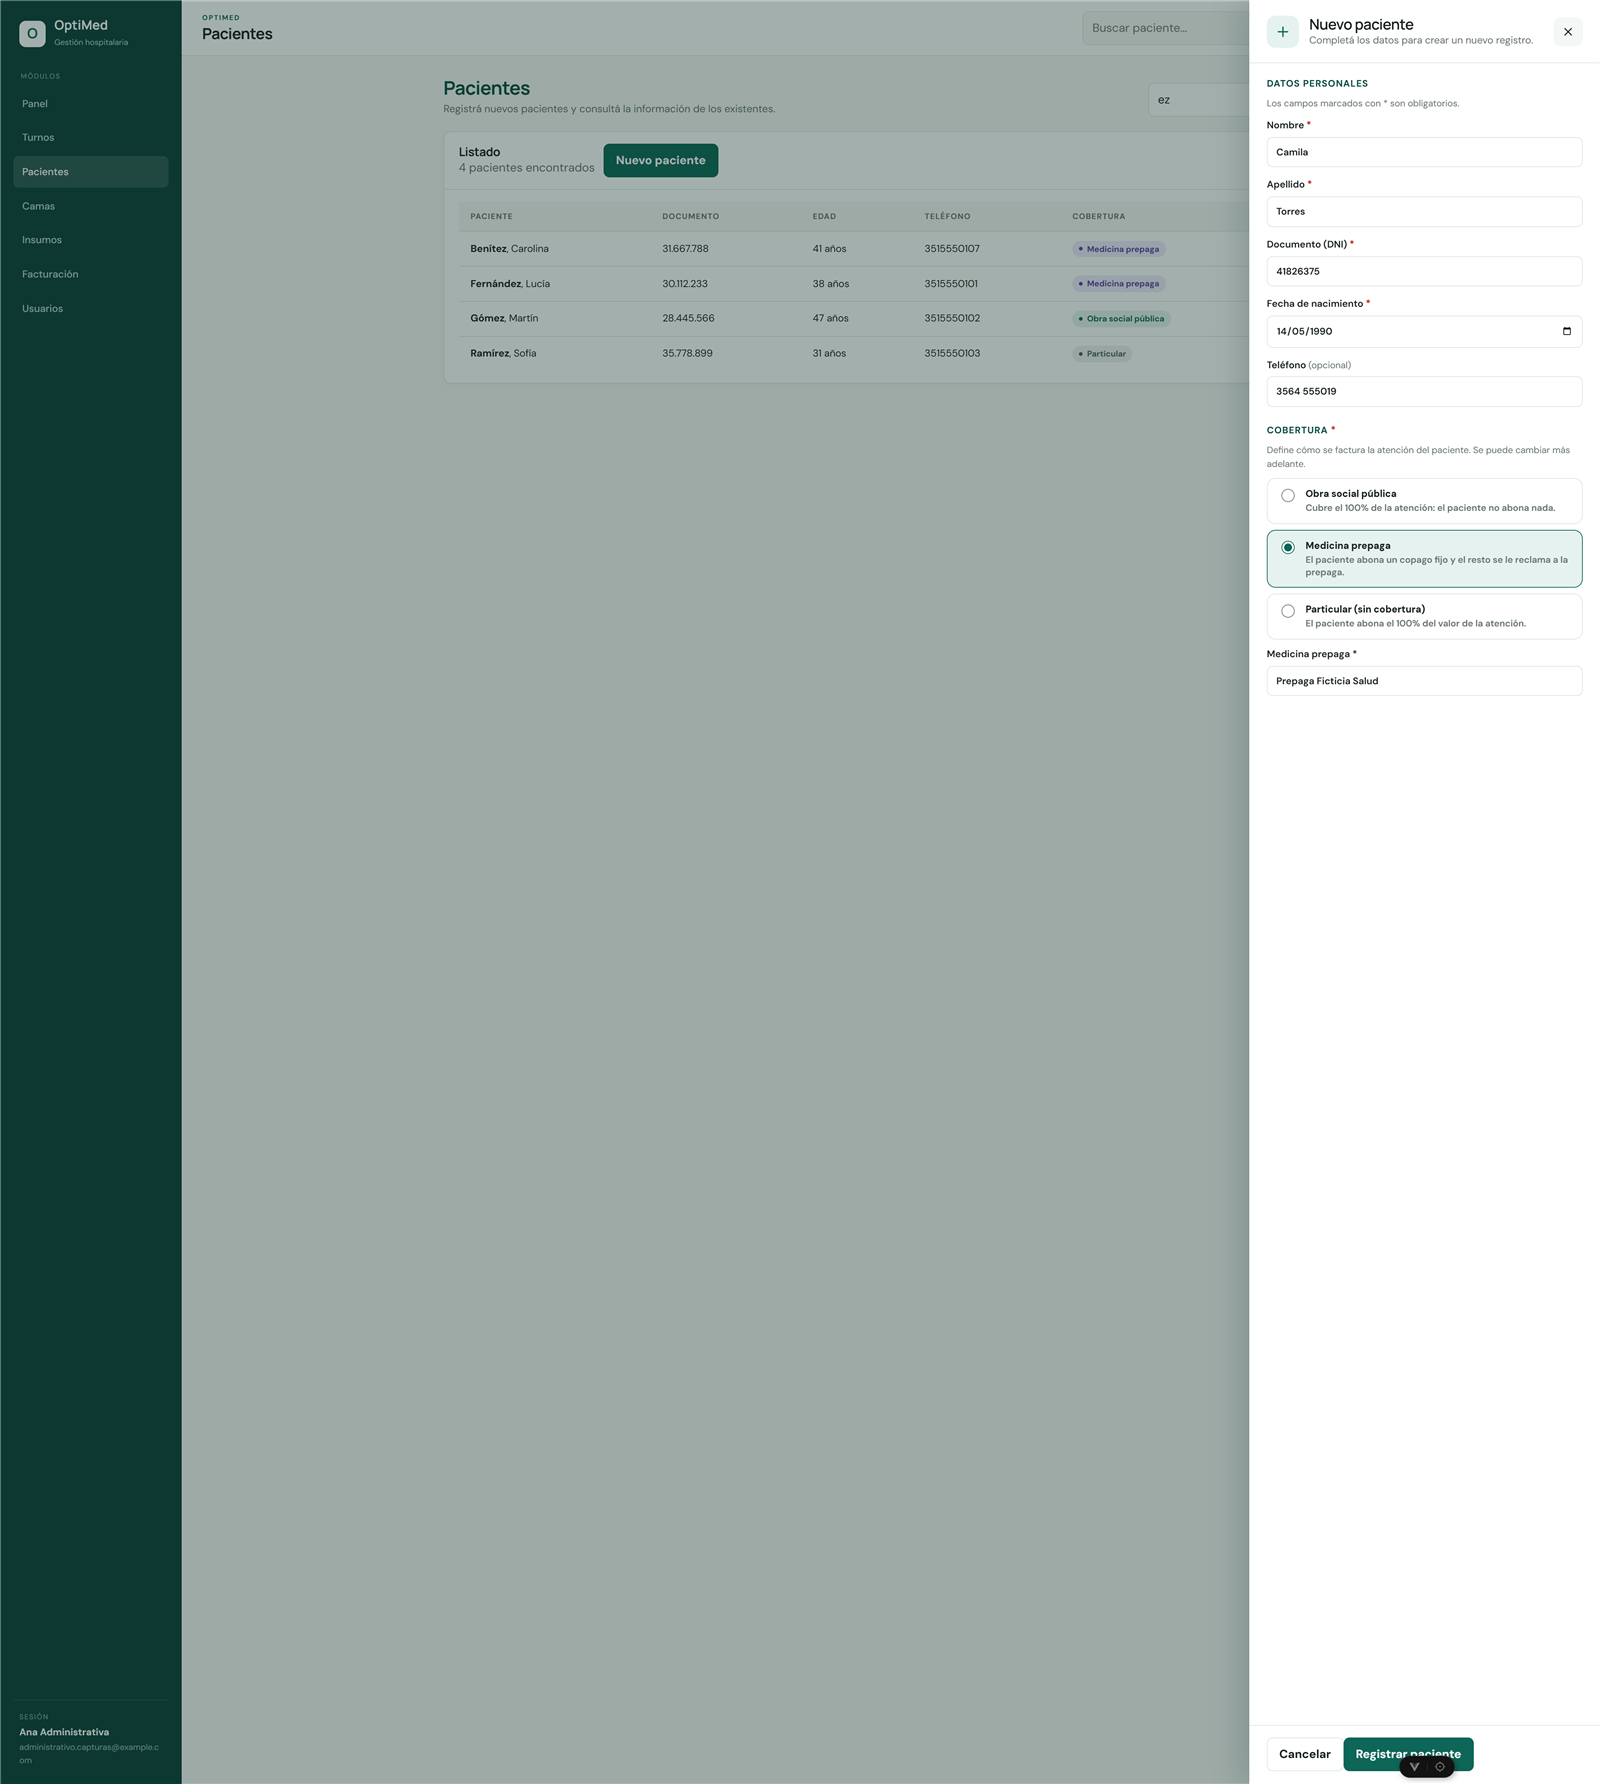 O
OptiMed
Gestión hospitalaria
MÓDULOS
Panel
Turnos
Pacientes
Camas
Insumos
Facturación
Usuarios
SESIÓN
Ana Administrativa
administrativo.capturas@example.c
om
OPTIMED
Pacientes
Buscar paciente...
Pacientes
Registrá nuevos pacientes y consultá la información de los existentes.
ez
Listado
4 pacientes encontrados
Nuevo paciente
PACIENTE DOCUMENTO EDAD TELÉFONO COBERTURA
Benítez, Carolina 31.667.788 41 años 3515550107 Medicina prepaga
Fernández, Lucía 30.112.233 38 años 3515550101 Medicina prepaga
Gómez, Martín 28.445.566 47 años 3515550102 Obra social pública
Ramírez, Sofía 35.778.899 31 años 3515550103 Particular
Nuevo paciente
Completá los datos para crear un nuevo registro.
DATOS PERSONALES
Los campos marcados con * son obligatorios.
Nombre *
Camila
Apellido *
Torres
Documento (DNI) *
41826375
Fecha de nacimiento *
14/05/1990
Teléfono (opcional)
3564 555019
COBERTURA *
Define cómo se factura la atención del paciente. Se puede cambiar más
adelante.
Obra social pública
Cubre el 100% de la atención: el paciente no abona nada.
Medicina prepaga
El paciente abona un copago fijo y el resto se le reclama a la
prepaga.
Particular (sin cobertura)
El paciente abona el 100% del valor de la atención.
Medicina prepaga *
Prepaga Ficticia Salud
Cancelar
Registrar paciente